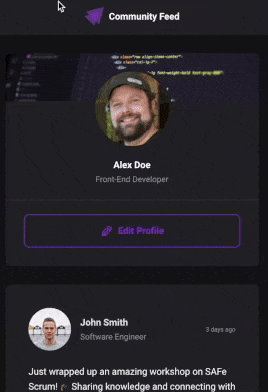 Community Feed
Alex Doe
Front-End Developer
Edit Profile
John Smith
Software Engineer
3 days ago
Just wrapped up an amazing workshop on SAFe
Scrum! Sharing knowledge and connecting with